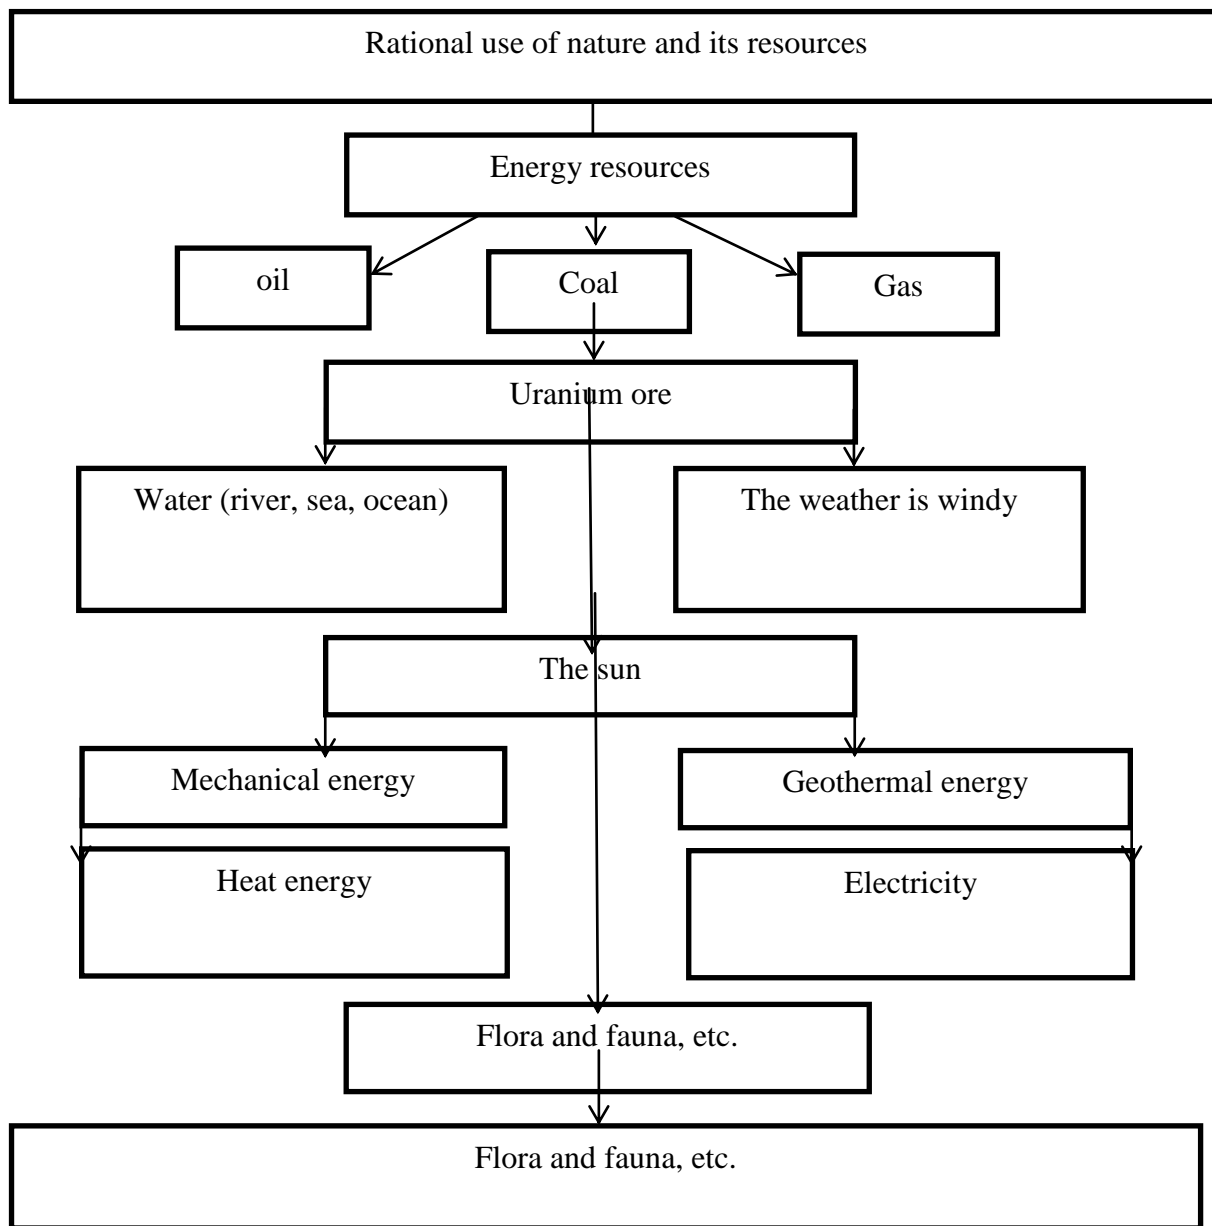 Rational use of nature and its resources
Energy resources
oil
Coal
Gas
Uranium ore
Water (river, sea, ocean)
The weather is windy
The sun
Mechanical energy
Geothermal energy
Heat energy
Electricity
Flora and fauna, etc.
Flora and fauna, etc.